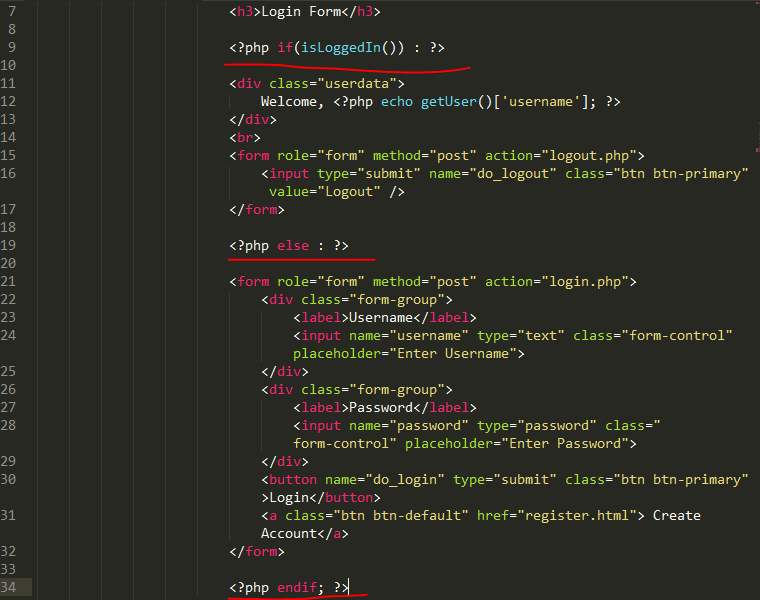 7 <h3>Login Form</h3>
8
9 <?php if(isLoggedIn()) : ?>
10
11 <div class="userdata">
12 Welcome, <?php echo getUser()['username']; ?>
13 </div>
14 <br>
15 <form role="form" method="post" action="logout.php">
16 <input type="submit" name="do_logout" class="btn btn-primary"
value="Logout" />
17 </form>
18
19 <?php else : ?>
20
21 <form role="form" method="post" action="login.php">
22 <div class="form-group">
23 <label>Username</label>
24 <input name="username" type="text" class="form-control"
placeholder="Enter Username">
25 </div>
26 <div class="form-group">
27 <label>Password</label>
28 <input name="password" type="password" class="
form-control" placeholder="Enter Password">
29 </div>
30 <button name="do_login" type="submit" class="btn btn-primary"
>Login</button>
31 <a class="btn btn-default" href="register.html"> Create
Account</a>
32 </form>
33
34 <?php endif; ?>